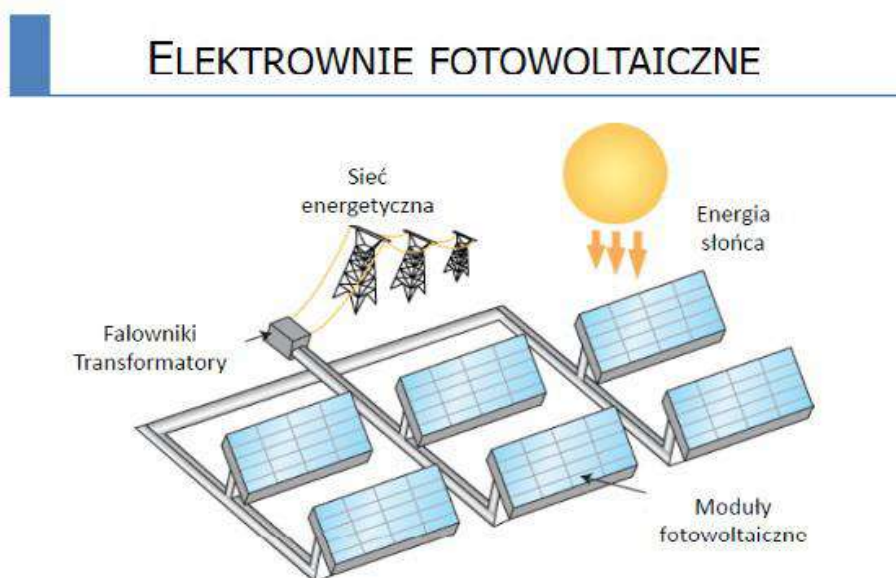 ELEKTROWNIE FOTOWOLTAICZNE
Sieć
energetyczna
Energia
słońca
Falowniki
Transformatory
Moduły
fotowoltaiczne